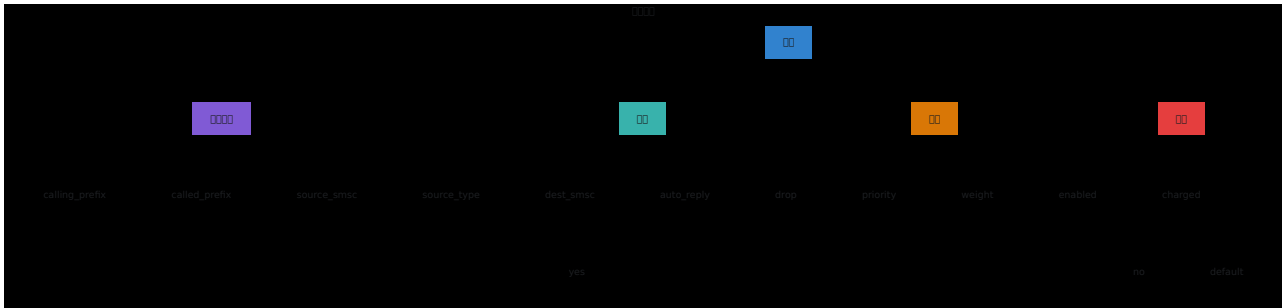 calling_prefix called_prefix source_smsc source_type dest_smsc auto_reply drop priority weight enabled charged
yes no default